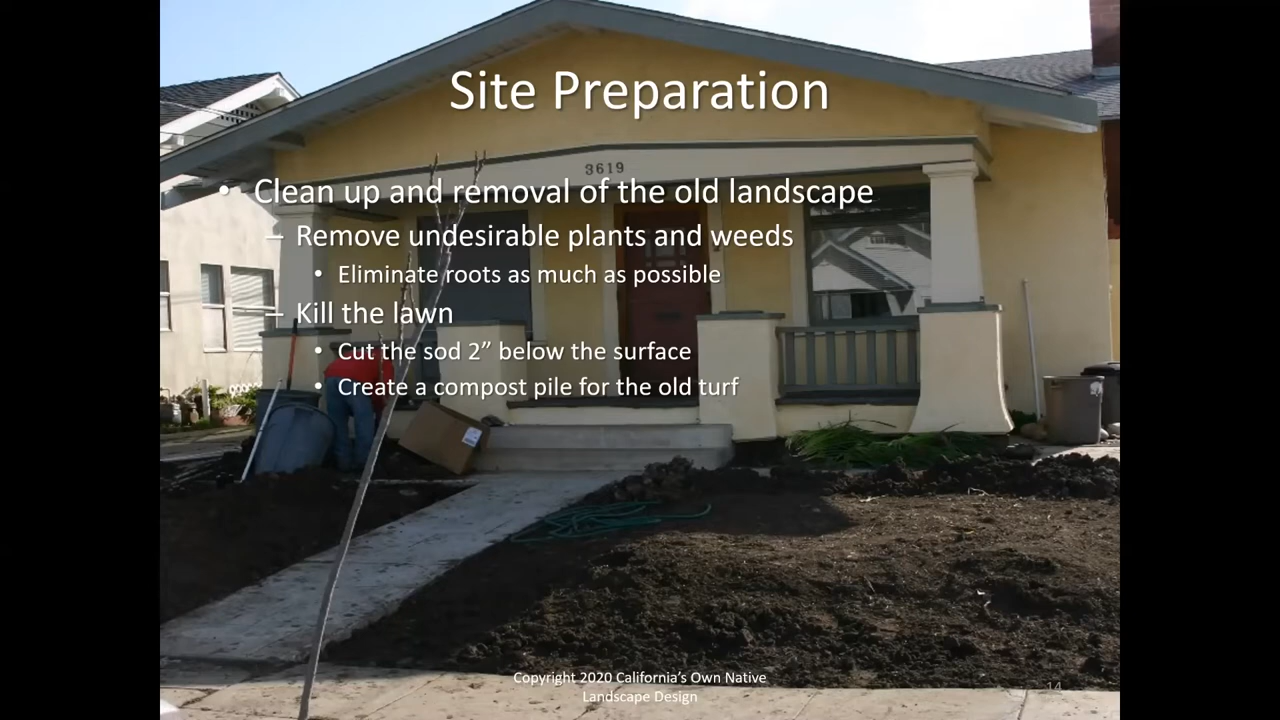 Site Preparation
3619
• Clean up and removal of the old landscape
– Remove undesirable plants and weeds
• Eliminate roots as much as possible
– Kill the lawn
• Cut the sod 2” below the surface
• Create a compost pile for the old turf
Copyright 2020 California’s Own Native
Landscape Design
14